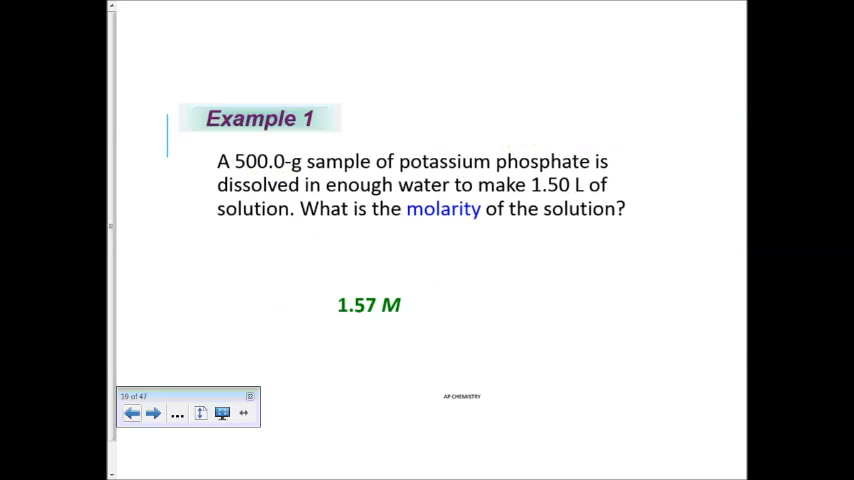 Example 1
A 500.0-g sample of potassium phosphate is
dissolved in enough water to make 1.50 L of
solution. What is the molarity of the solution?
1.57 M
19 of 47
...
AP CHEMISTRY